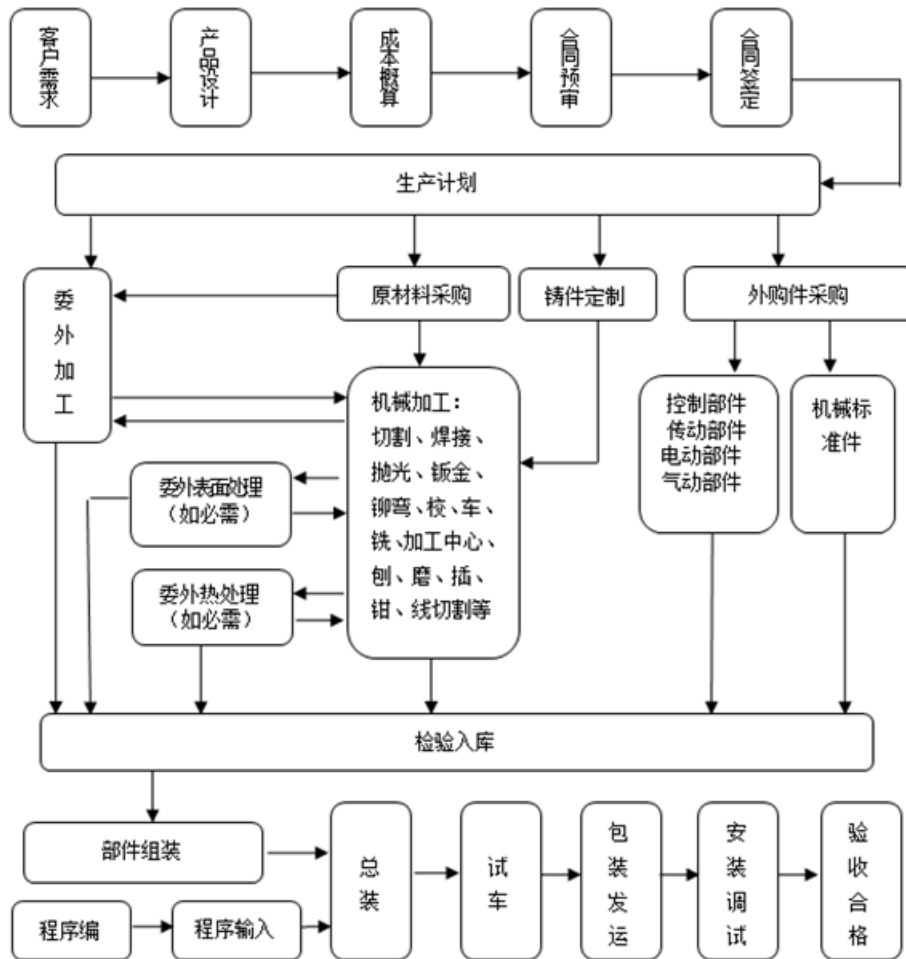 客户需求
产品设计
成本概算
合同预审
合同签定
生产计划
委外加工
原材料采购
铸件定制
外购件采购
机械加工：
切割、焊接、
抛光、钣金、
铆弯、校、车、
铣、加工中心、
刨、磨、插、
钳、线切割等
控制部件
传动部件
电动部件
气动部件
机械标
准件
委外表面处理
（如必需）
委外热处理
（如必需）
检验入库
部件组装
总装
试车
包装发运
安装调试
验收合格
程序编
程序输入